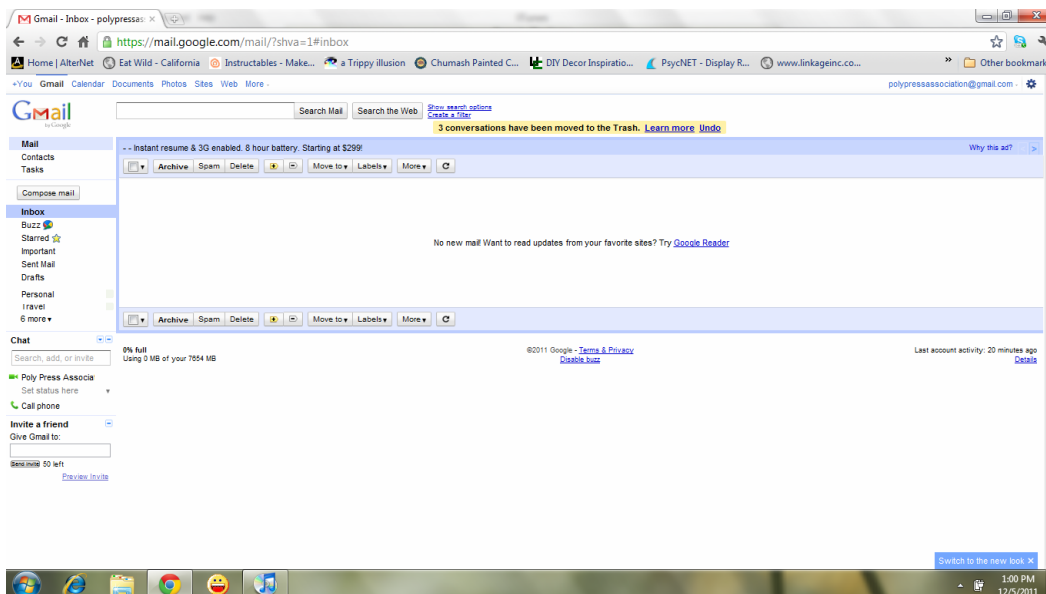 Gmail - Inbox - polypressas
https://mail.google.com/mail/?shva=1#inbox
Home | AlterNet Eat Wild - California Instructables - Make... a Trippy illusion Chumash Painted C... DIY Decor Inspiratio... PsycNET - Display R... www.linkageinc.co... » Other bookmark
+You Gmail Calendar Documents Photos Sites Web More polypressassociation@gmail.com
Gmail
by Google
Search Mail Search the Web Show search options
Create a filter
3 conversations have been moved to the Trash. Learn more Undo
Mail
Contacts
Tasks
Compose mail
Inbox
Buzz
Starred
Important
Sent Mail
Drafts
Personal
Travel
6 more
- - Instant resume & 3G enabled. 8 hour battery. Starting at $299! Why this ad? >
Archive Spam Delete Move to Labels More
No new mail! Want to read updates from your favorite sites? Try Google Reader
Archive Spam Delete Move to Labels More
Chat
Search, add, or invite
Poly Press Associa
Set status here
Call phone
Invite a friend
Give Gmail to:
Send Invite 50 left
Preview Invite
0% full
Using 0 MB of your 7654 MB
©2011 Google - Terms & Privacy
Disable buzz
Last account activity: 20 minutes ago
Details
Switch to the new look ×
1:00 PM
12/5/2011